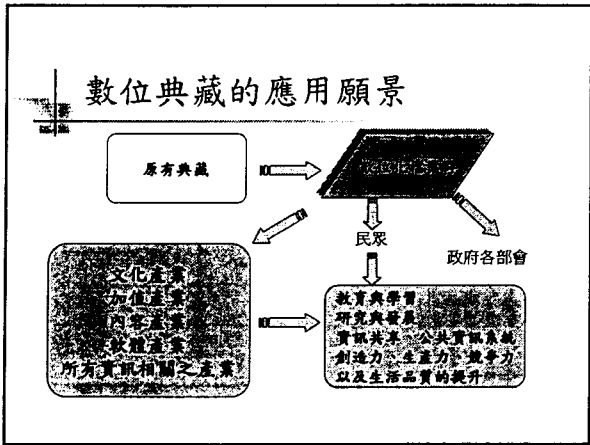 數位典藏的應用願景
原有典藏
民眾
政府各部會
文化產業
加值產業
內容產業
軟體產業
所有資訊相關之產業
教育與學習
研究與發展
資訊共享 公共資訊系統
創造力 生產力 競爭力
以及生活品質的提升